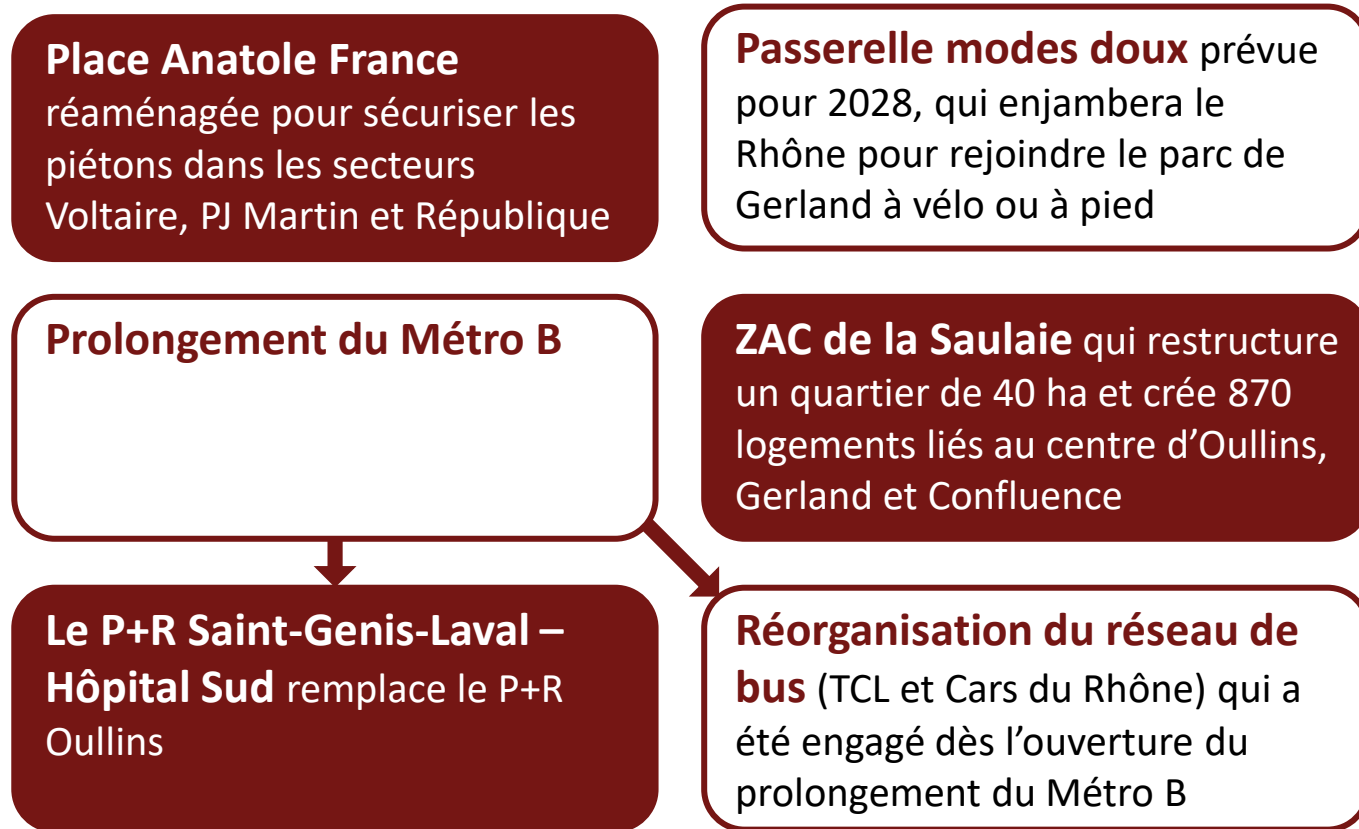 Place Anatole France
réaménagée pour sécuriser les
piétons dans les secteurs
Voltaire, PJ Martin et République
Passerelle modes doux prévue
pour 2028, qui enjambera le
Rhône pour rejoindre le parc de
Gerland à vélo ou à pied
Prolongement du Métro B
ZAC de la Saulaie qui restructure
un quartier de 40 ha et crée 870
logements liés au centre d’Oullins,
Gerland et Confluence
Le P+R Saint-Genis-Laval –
Hôpital Sud remplace le P+R
Oullins
Réorganisation du réseau de
bus (TCL et Cars du Rhône) qui a
été engagé dès l’ouverture du
prolongement du Métro B